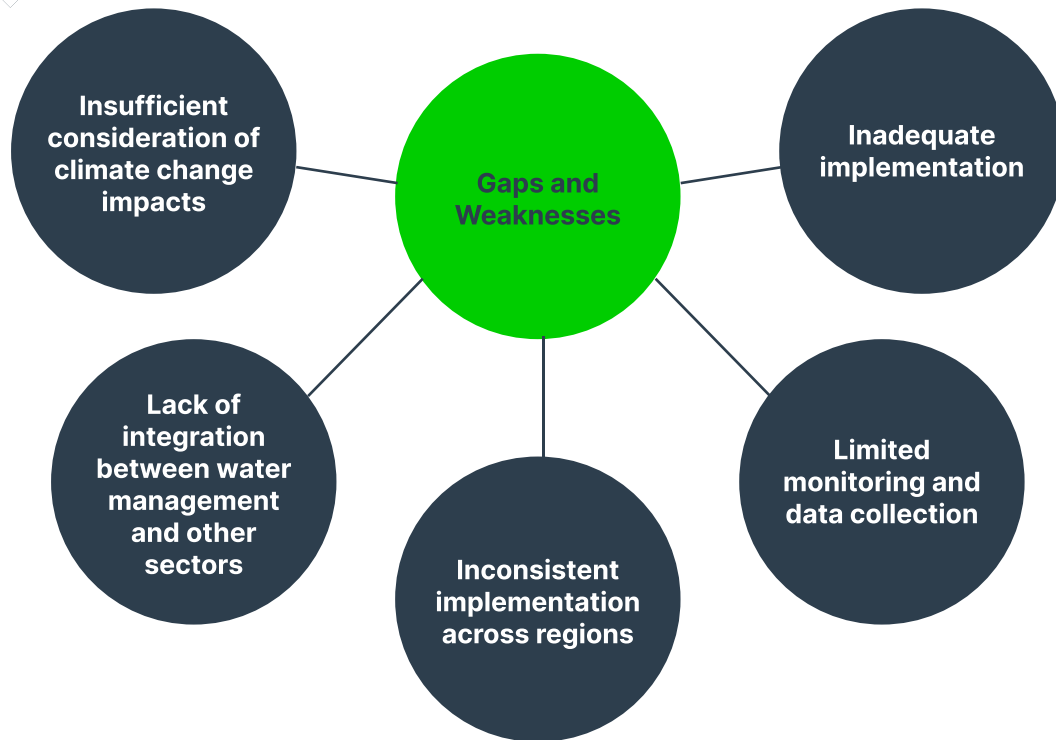 Insufficient
consideration of
climate change
impacts
Gaps and
Weaknesses
Inadequate
implementation
Lack of
integration
between water
management
and other
sectors
Inconsistent
implementation
across regions
Limited
monitoring and
data collection